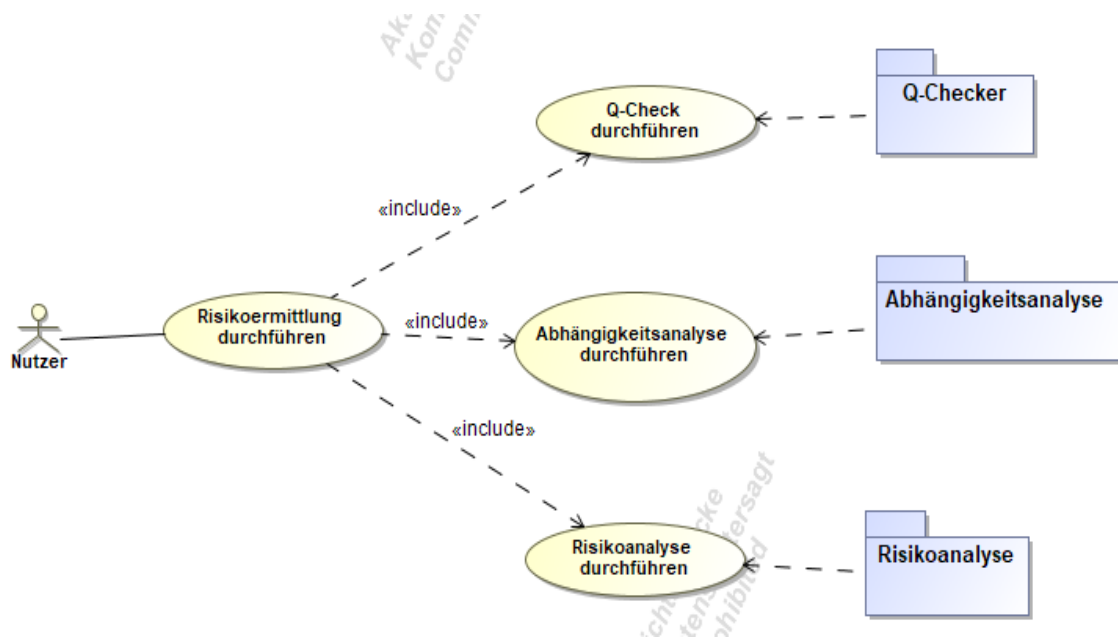 Q-Checker
Q-Check
durchführen
«include»
Abhängigkeitsanalyse
Risikoermittlung
durchführen
«include»
Abhängigkeitsanalyse
durchführen
Nutzer
«include»
Risikoanalyse
durchführen
Risikoanalyse